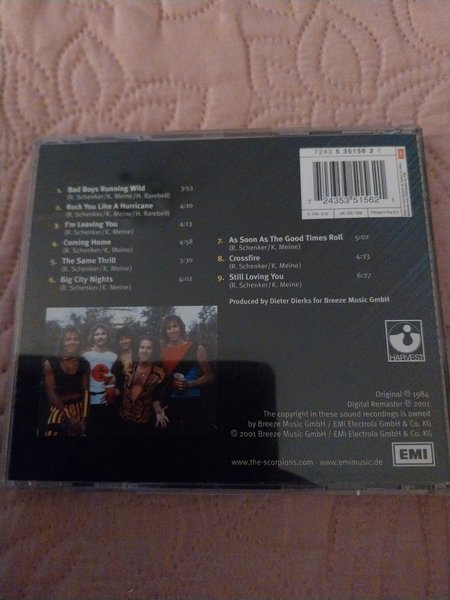 7243 5 35156 2 1
7 24353 51562 1
EMI
1. Bad Boys Running Wild 3:53
(R. Schenker/K. Meine/H. Rarebell)
2. Rock You Like A Hurricane 4:10
(R. Schenker/K. Meine/H. Rarebell)
3. I'm Leaving You 4:13
(R. Schenker/K. Meine)
4. Coming Home 4:58
(R. Schenker/K. Meine)
5. The Same Thrill 3:30
(R. Schenker/K. Meine)
6. Big City Nights 4:02
(R. Schenker/K. Meine)
7. As Soon As The Good Times Roll 5:02
(R. Schenker/K. Meine)
8. Crossfire 4:33
(R. Schenker/K. Meine)
9. Still Loving You 6:27
(R. Schenker/K. Meine)
Produced by Dieter Dierks for Breeze Music GmbH
HARVEST
Original ℗ 1984
Digital Remaster ℗ 2001
The copyright in these sound recordings is owned
by Breeze Music GmbH / EMI Electrola GmbH & Co. KG
© 2001 Breeze Music GmbH / EMI Electrola GmbH & Co. KG
www.the-scorpions.com www.emimusic.de
EMI